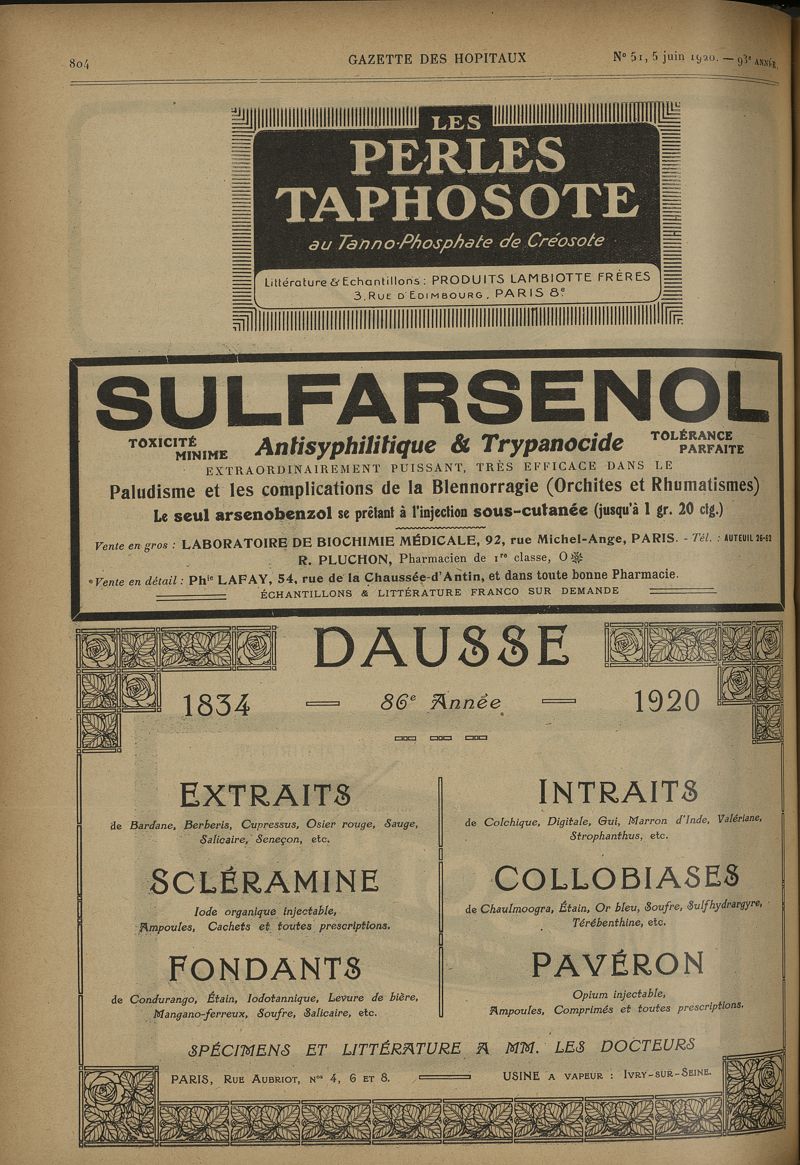 804
GAZETTE DES HOPITAUX
N° 51, 5 juin 1920. — 93e ANNÉE.
LES
PERLES
TAPHOSOTE
au Tanno-Phosphate de Créosote
Littérature & Echantillons : PRODUITS LAMBIOTTE FRÈRES
3, RUE D'EDIMBOURG, PARIS 8e
SULFARSENOL
TOXICITÉ MINIME Antisyphilitique & Trypanocide TOLÉRANCE PARFAITE
EXTRAORDINAIREMENT PUISSANT, TRÈS EFFICACE DANS LE
Paludisme et les complications de la Blennorragie (Orchites et Rhumatismes)
Le seul arsenobenzol se prêtant à l'injection sous-cutanée (jusqu'à 1 gr. 20 ctg.)
Vente en gros : LABORATOIRE DE BIOCHIMIE MÉDICALE, 92, rue Michel-Ange, PARIS. - Tél. : AUTEUIL 26-62
R. PLUCHON, Pharmacien de 1re classe, O ❋
Vente en détail : Phie LAFAY, 54, rue de la Chaussée-d'Antin, et dans toute bonne Pharmacie.
ÉCHANTILLONS & LITTÉRATURE FRANCO SUR DEMANDE
DAUSSE
1834 — 86e Année — 1920
EXTRAITS
de Bardane, Berberis, Cupressus, Osier rouge, Sauge,
Salicaire, Seneçon, etc.
SCLÉRAMINE
Iode organique injectable,
Ampoules, Cachets et toutes prescriptions.
FONDANTS
de Condurango, Étain, Iodotannique, Levure de bière,
Mangano-ferreux, Soufre, Salicaire, etc.
INTRAITS
de Colchique, Digitale, Gui, Marron d'Inde, Valériane,
Strophanthus, etc.
COLLOBIASES
de Chaulmoogra, Étain, Or bleu, Soufre, Sulfhydrargyre,
Térébenthine, etc.
PAVÉRON
Opium injectable,
Ampoules, Comprimés et toutes prescriptions.
SPÉCIMENS ET LITTÉRATURE A MM. LES DOCTEURS
PARIS, RUE AUBRIOT, Nos 4, 6 ET 8. USINE A VAPEUR : IVRY-SUR-SEINE.